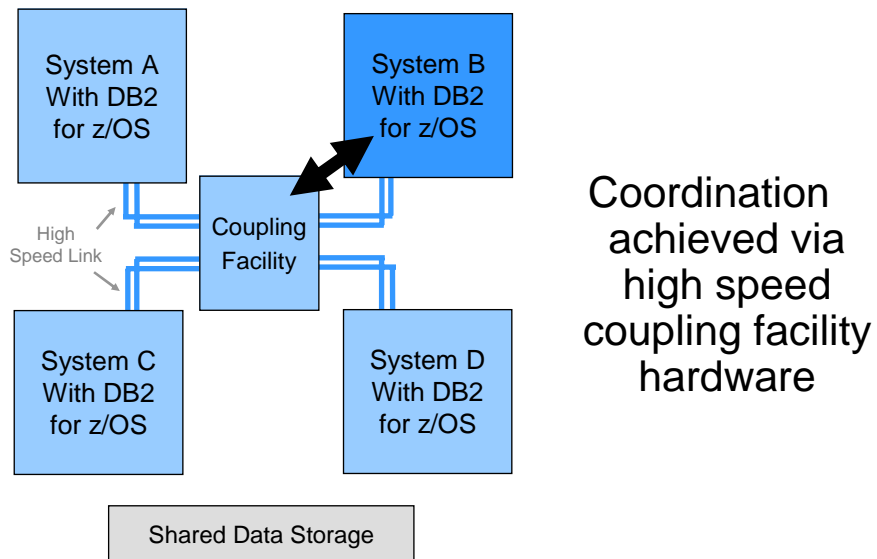 System A
With DB2
for z/OS
System B
With DB2
for z/OS
High
Speed Link
Coupling
Facility
System C
With DB2
for z/OS
System D
With DB2
for z/OS
Shared Data Storage
Coordination
achieved via
high speed
coupling facility
hardware